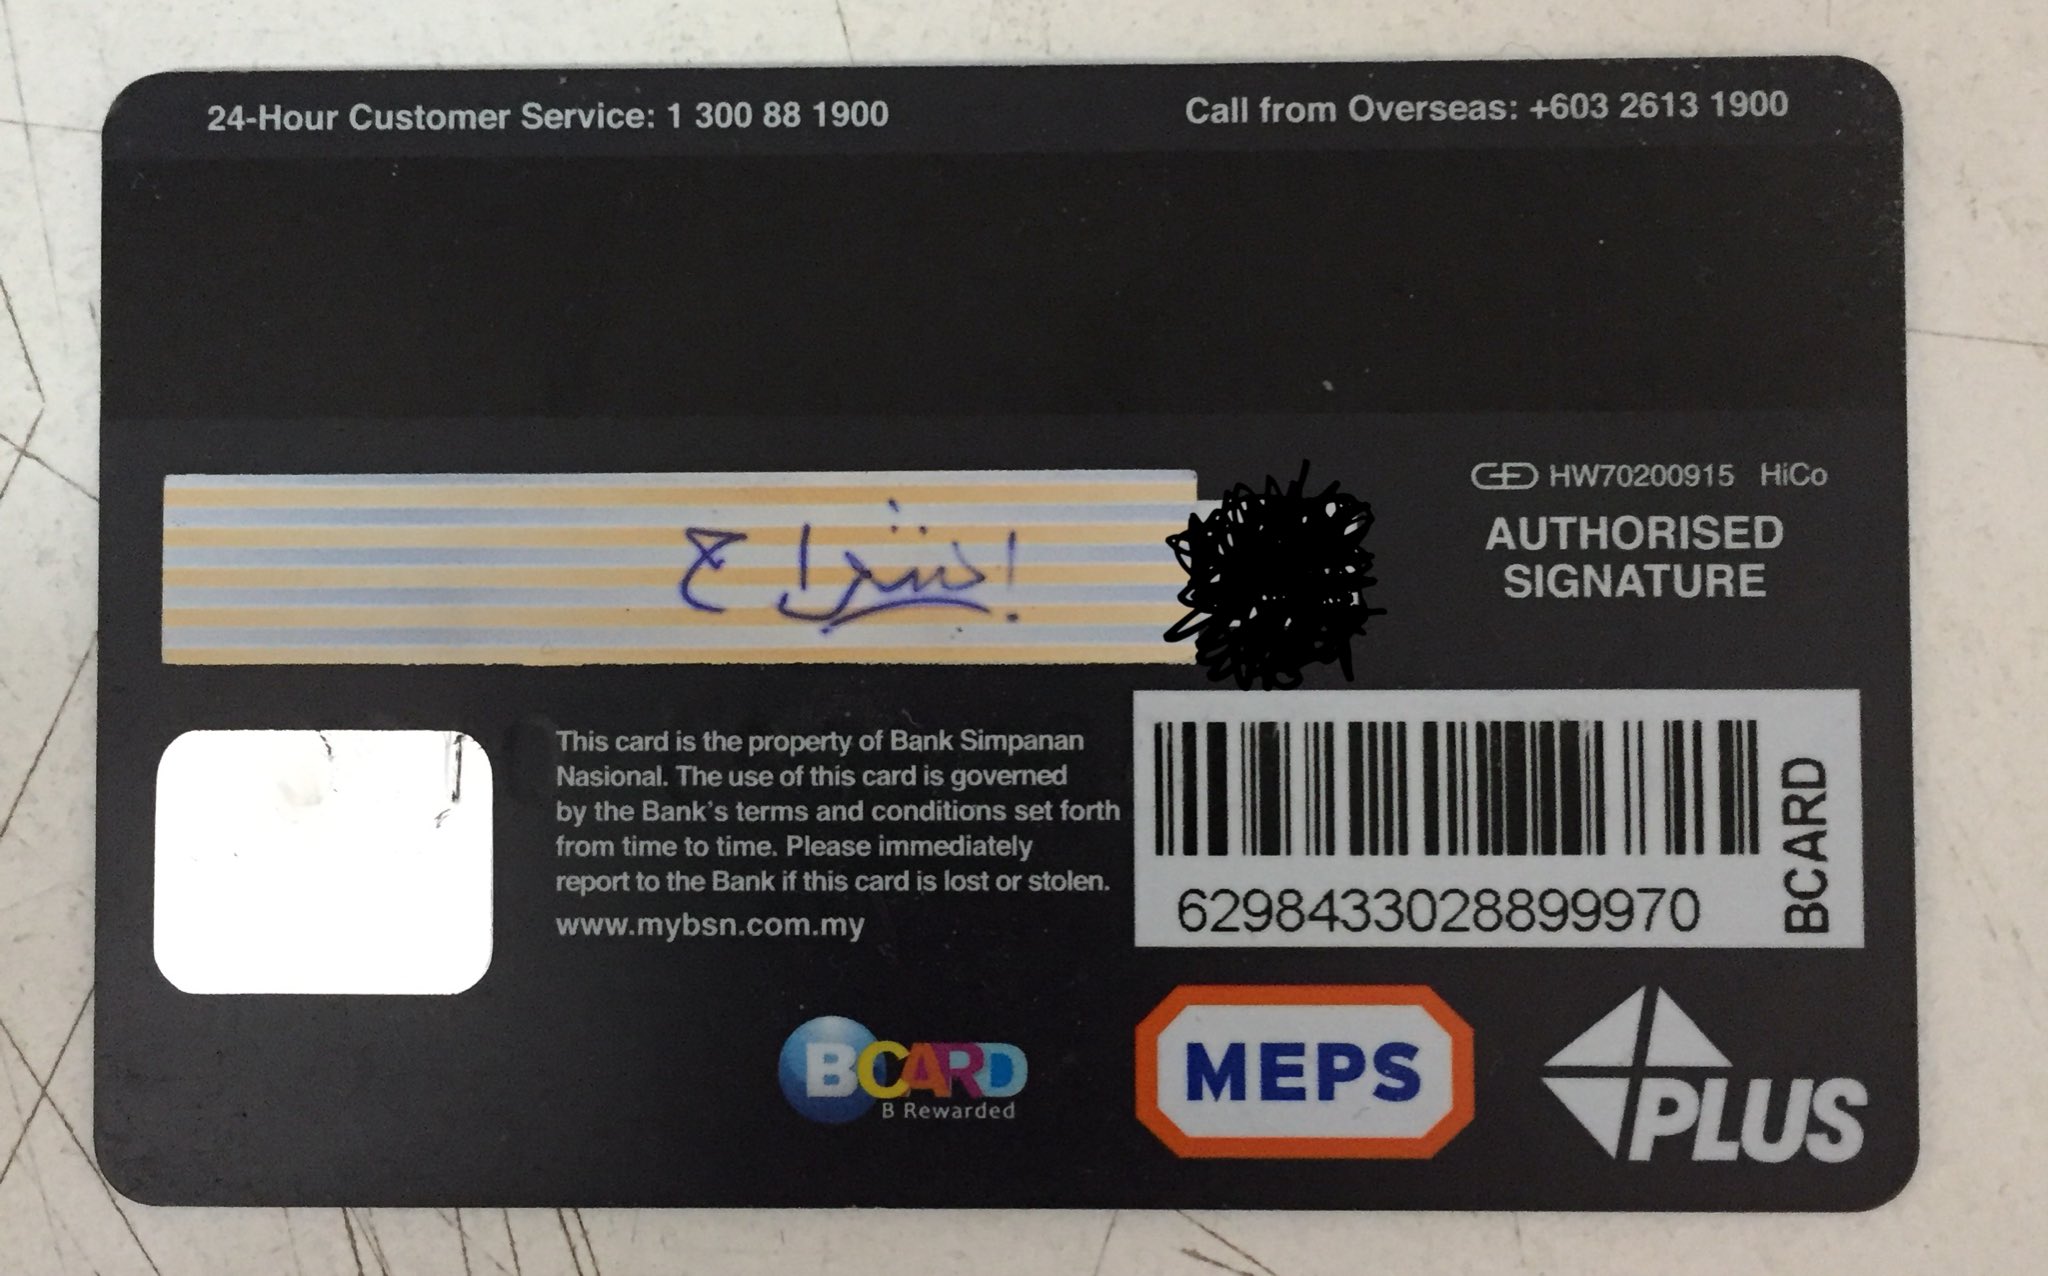 24-Hour Customer Service: 1 300 88 1900
Call from Overseas: +603 2613 1900
HW70200915 HiCo
AUTHORISED
SIGNATURE
This card is the property of Bank Simpanan
Nasional. The use of this card is governed
by the Bank's terms and conditions set forth
from time to time. Please immediately
report to the Bank if this card is lost or stolen.
www.mybsn.com.my
6298433028899970
BCARD
BCARD
B Rewarded
MEPS
PLUS